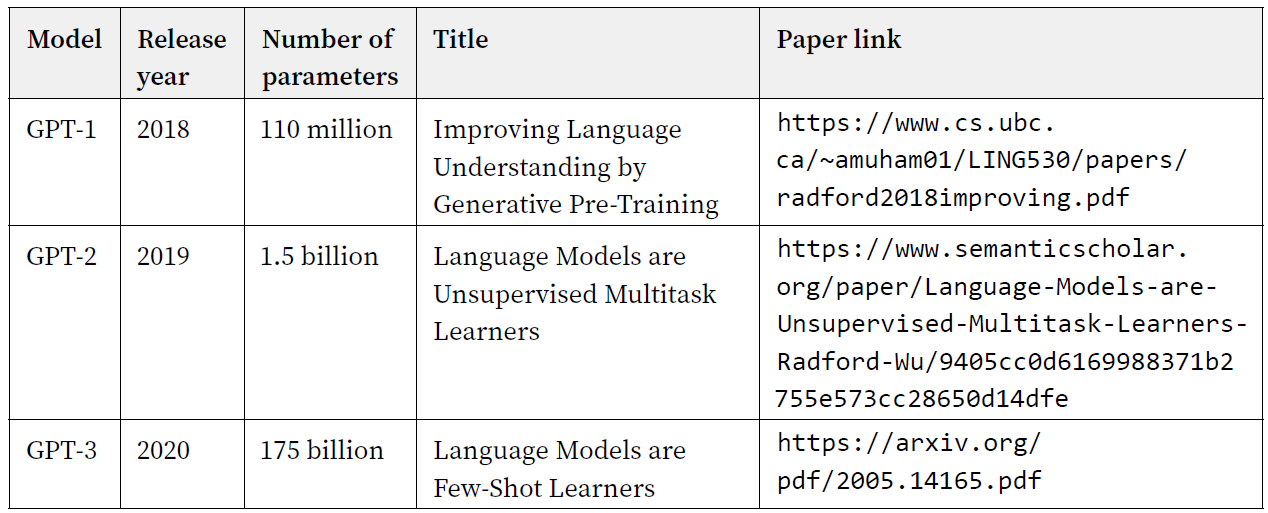 Model
Release
year
Number of
parameters
Title
Paper link
GPT-1
2018
110 million
Improving Language
Understanding by
Generative Pre-Training
https://www.cs.ubc.
ca/~amuham01/LING530/papers/
radford2018improving.pdf
GPT-2
2019
1.5 billion
Language Models are
Unsupervised Multitask
Learners
https://www.semanticscholar.
org/paper/Language-Models-are-
Unsupervised-Multitask-Learners-
Radford-Wu/9405cc0d6169988371b2
755e573cc28650d14dfe
GPT-3
2020
175 billion
Language Models are
Few-Shot Learners
https://arxiv.org/
pdf/2005.14165.pdf